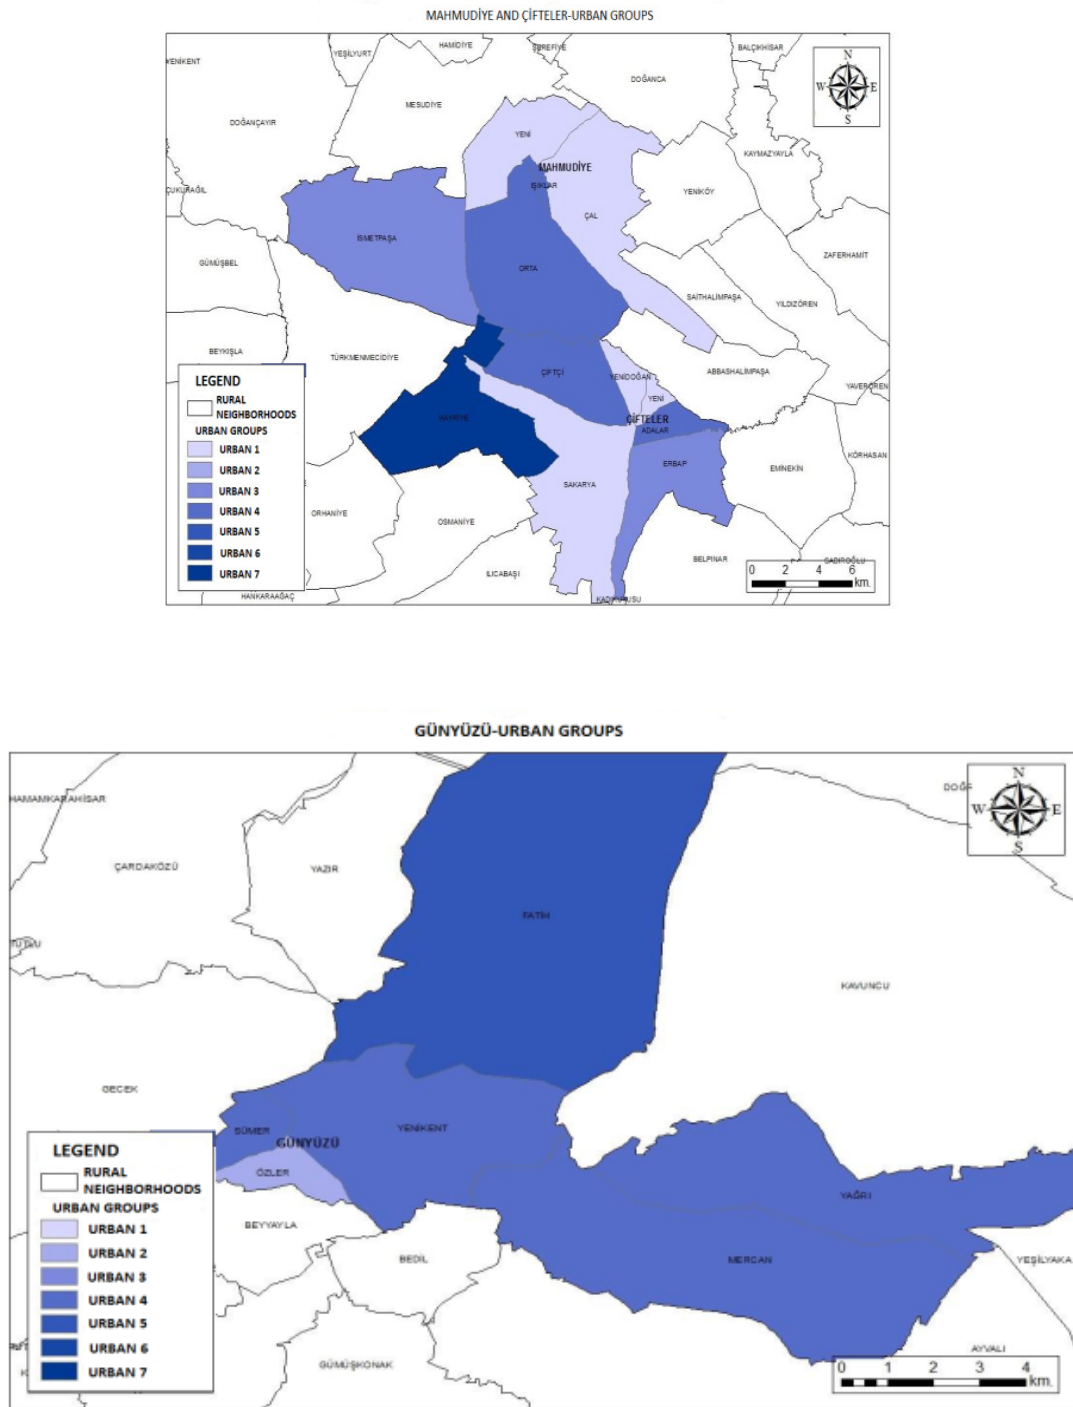 MAHMUDİYE AND ÇİFTELER-URBAN GROUPS
HAMİDİYE
BALÇIKHİSAR
YEŞİLYURT
YENİKENT
DOĞANCA
N
W E
S
MESUDİYE
DOĞANÇAYIR
YENİ
KAYMAZYAYLA
MAHMUDİYE
IŞIKLAR
ÇUKURAĞIL
YENİKÖY
ÇAL
İSMETPAŞA
ZAFERHAMİT
GÜMÜŞBEL
ORTA
SAİTHALİMPAŞA
YILDIZÖREN
BEYKIŞLA
TÜRKMENMECİDİYE
ÇİFTÇİ
YENİDOĞAN
ABBASHALİMPAŞA
YAVERÖREN
YENİ
HAYRİYE
ÇİFTELER
ADALAR
KÖRHASAN
ERBAP
EMİNEKİN
SAKARYA
ORHANİYE
OSMANİYE
BELPINAR
ILICABAŞI
HANKARAAĞAÇ
LEGEND
RURAL
NEIGHBORHOODS
URBAN GROUPS
URBAN 1
URBAN 2
URBAN 3
URBAN 4
URBAN 5
URBAN 6
URBAN 7
0 2 4 6
km.
GÜNYÜZÜ-URBAN GROUPS
HAMAMKARAHİSAR
DOĞ
N
W E
S
ÇARDAKÖZÜ
YAZIR
FATİH
KAVUNCU
GECEK
SÜMER
YENİKENT
GÜNYÜZÜ
ÖZLER
YAĞRI
BEYYAYLA
BEDİL
MERCAN
YEŞİLYAKA
AYVALI
GÜMÜŞKONAK
LEGEND
RURAL
NEIGHBORHOODS
URBAN GROUPS
URBAN 1
URBAN 2
URBAN 3
URBAN 4
URBAN 5
URBAN 6
URBAN 7
0 1 2 3 4
km.